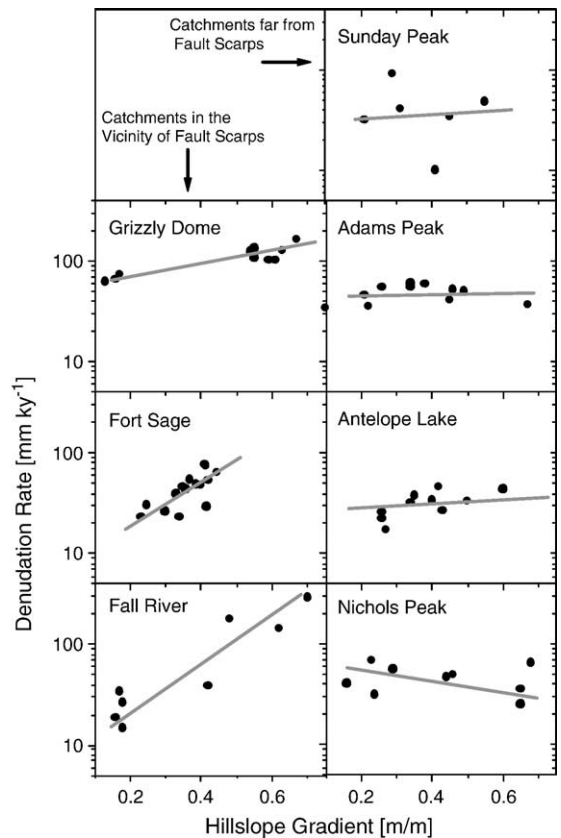 Catchments far from
Fault Scarps
Sunday Peak
Catchments in the
Vicinity of Fault Scarps
Grizzly Dome
Adams Peak
100
10
Fort Sage
Antelope Lake
100
10
Fall River
Nichols Peak
100
10
Denudation Rate [mm ky⁻¹]
0.2 0.4 0.6 0.2 0.4 0.6
Hillslope Gradient [m/m]